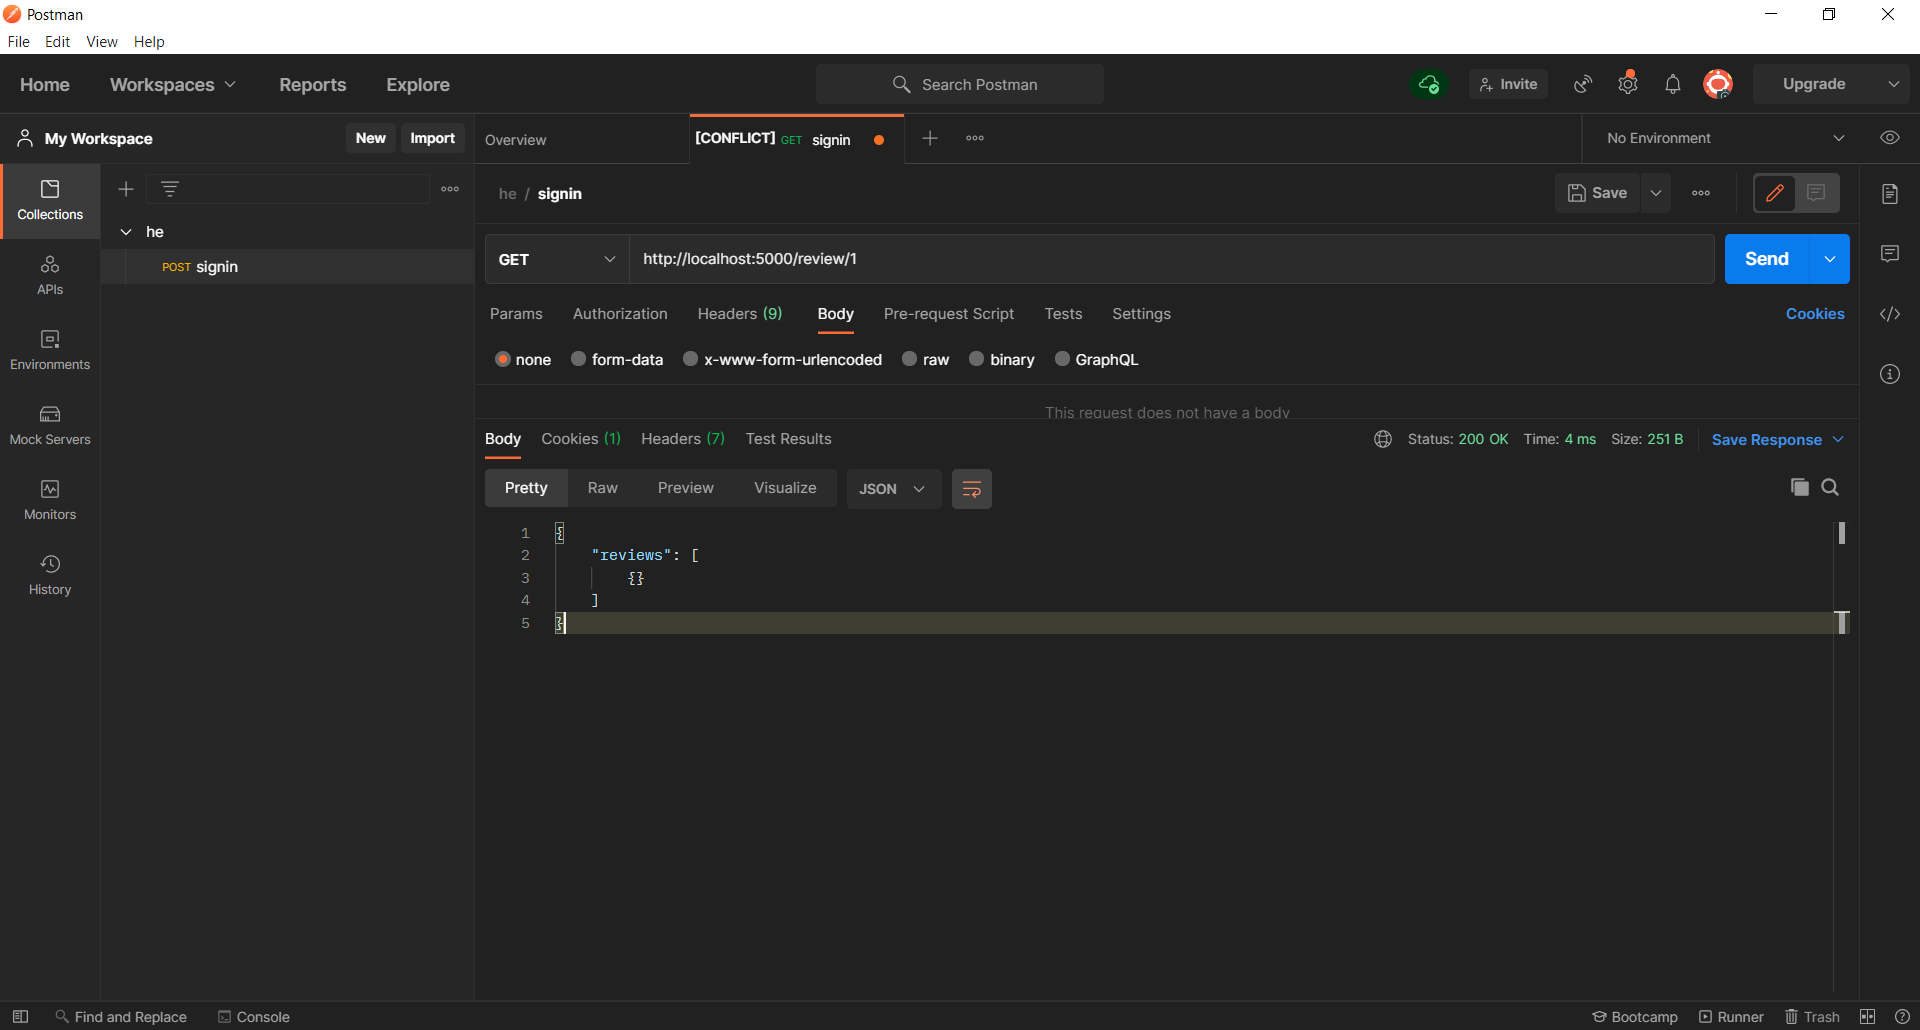 Postman
File Edit View Help
Home Workspaces Reports Explore Search Postman Invite Upgrade
My Workspace New Import Overview [CONFLICT] GET signin No Environment
Collections
APIs
Environments
Mock Servers
Monitors
History
he
POST signin
he / signin Save
GET http://localhost:5000/review/1 Send
Params Authorization Headers (9) Body Pre-request Script Tests Settings Cookies
none form-data x-www-form-urlencoded raw binary GraphQL
This request does not have a body
Body Cookies (1) Headers (7) Test Results Status: 200 OK Time: 4 ms Size: 251 B Save Response
Pretty Raw Preview Visualize JSON
1 {
2 "reviews": [
3 {}
4 ]
5 }
Find and Replace Console Bootcamp Runner Trash